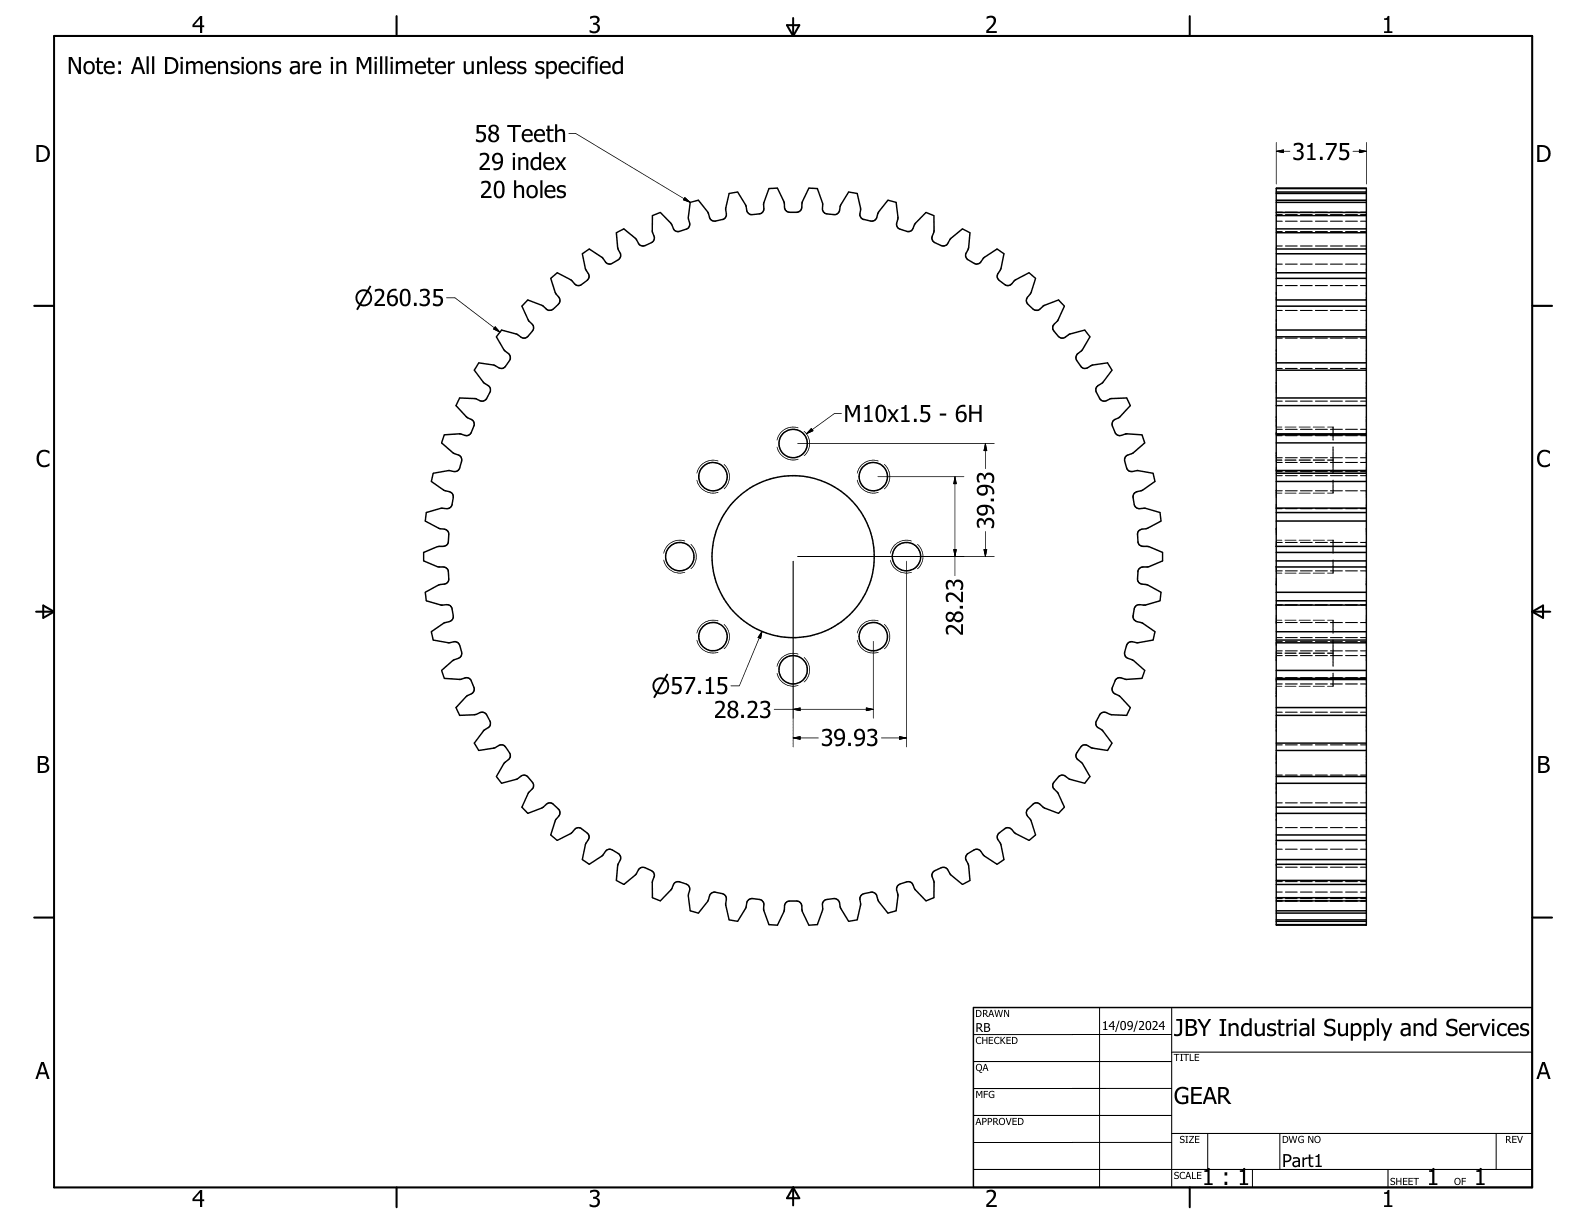 4 3 2 1
Note: All Dimensions are in Millimeter unless specified
58 Teeth
29 index
20 holes
D
31.75
D
Ø260.35
M10x1.5 - 6H
C
39.93
C
28.23
Ø57.15
28.23
39.93
B
B
DRAWN
RB
14/09/2024
JBY Industrial Supply and Services
CHECKED
TITLE
QA
A
A
MFG
GEAR
APPROVED
SIZE
DWG NO
REV
Part1
SCALE 1 : 1
SHEET 1 OF 1
4 3 2 1